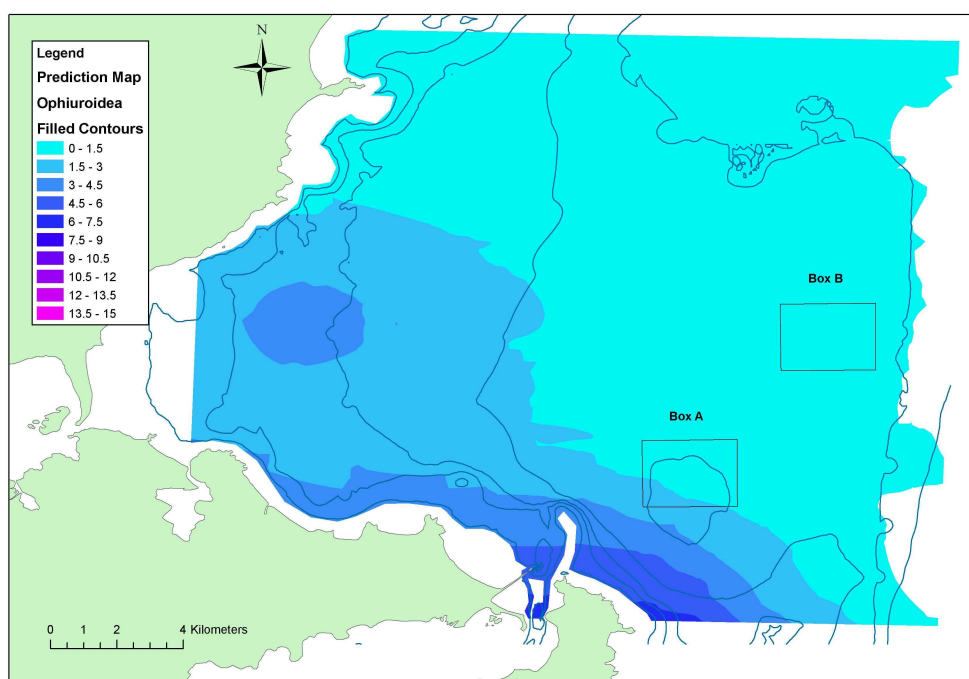 Legend
Prediction Map
Ophiuroidea
Filled Contours
0 - 1.5
1.5 - 3
3 - 4.5
4.5 - 6
6 - 7.5
7.5 - 9
9 - 10.5
10.5 - 12
12 - 13.5
13.5 - 15
N
Box B
Box A
0 1 2 4 Kilometers